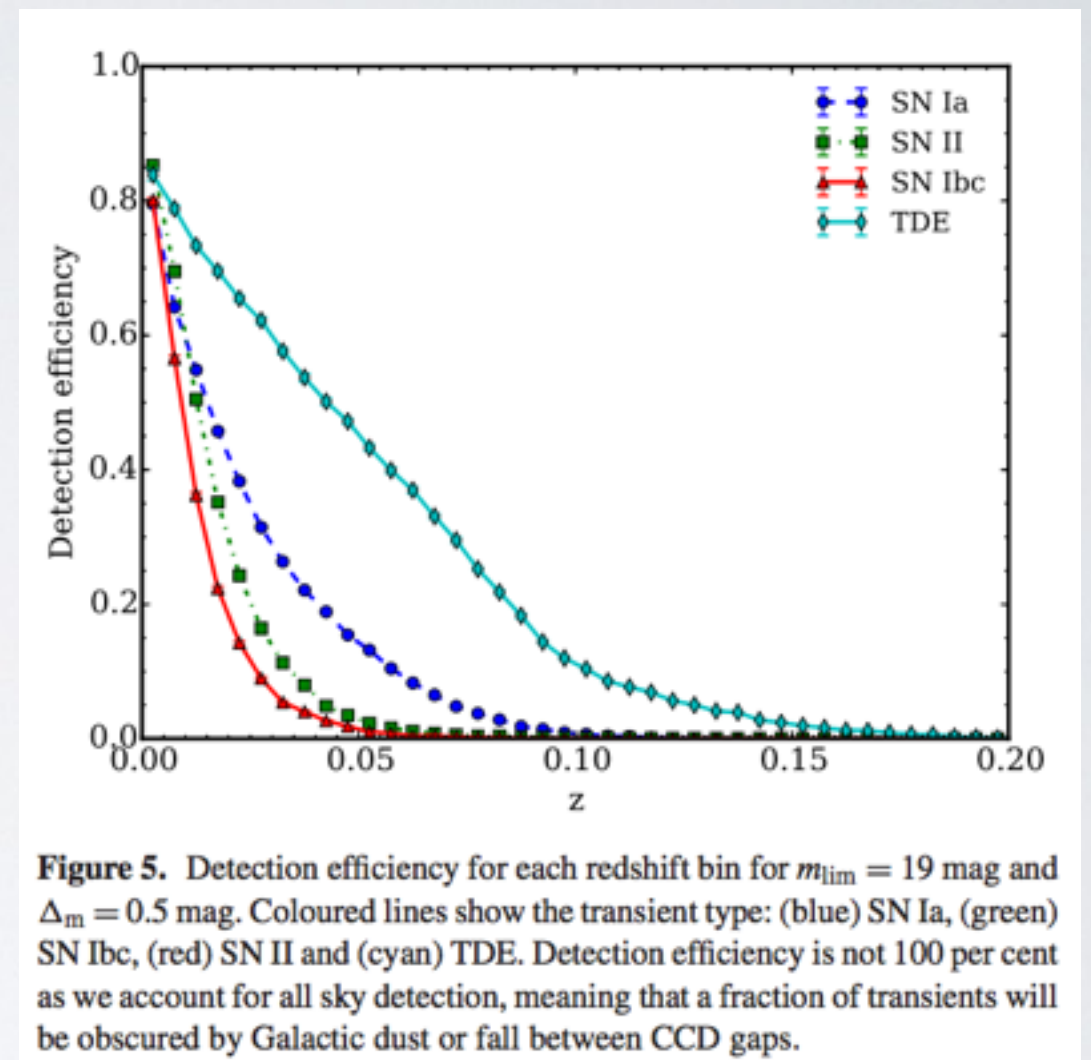 1.0
0.8
0.6
0.4
0.2
0.0
Detection efficiency
SN Ia
SN II
SN Ibc
TDE
0.00 0.05 0.10 0.15 0.20
z
Figure 5. Detection efficiency for each redshift bin for mlim = 19 mag and
Δm = 0.5 mag. Coloured lines show the transient type: (blue) SN Ia, (green)
SN Ibc, (red) SN II and (cyan) TDE. Detection efficiency is not 100 per cent
as we account for all sky detection, meaning that a fraction of transients will
be obscured by Galactic dust or fall between CCD gaps.